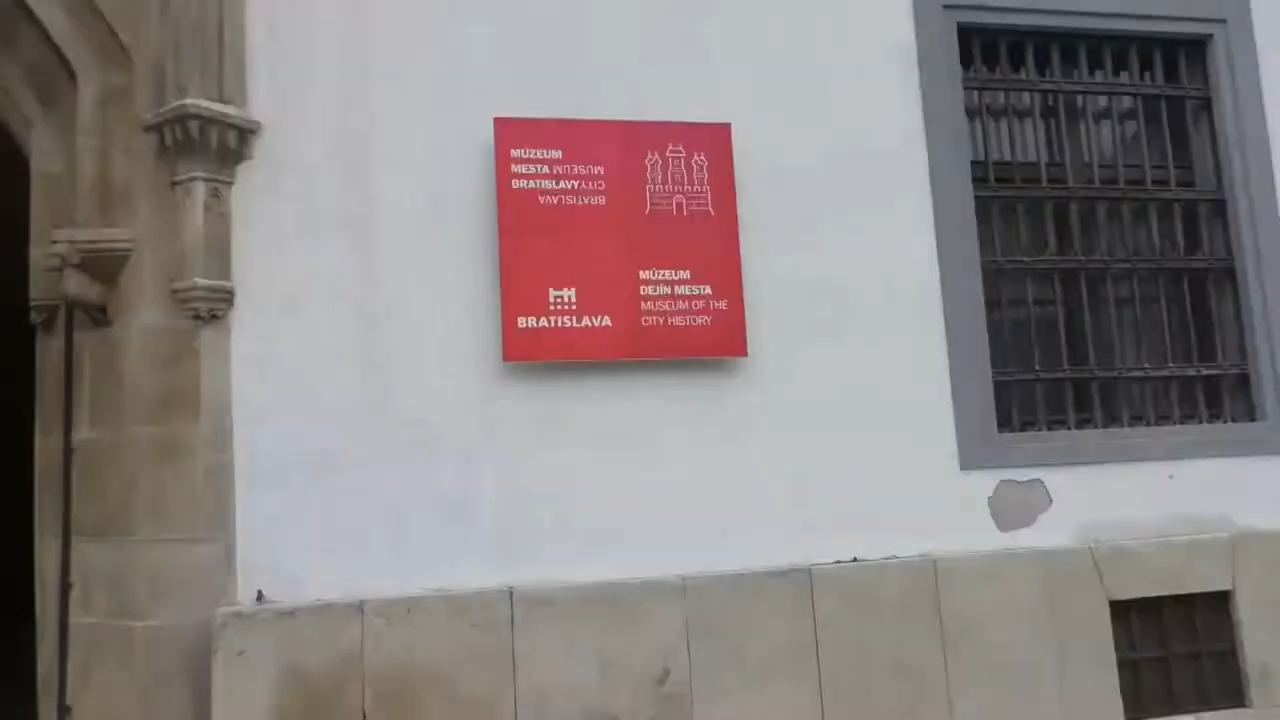 MÚZEUM
MESTA MUSEUM
BRATISLAVY CITY
BRATISLAVA
BRATISLAVA
MÚZEUM
DEJÍN MESTA
MUSEUM OF THE
CITY HISTORY